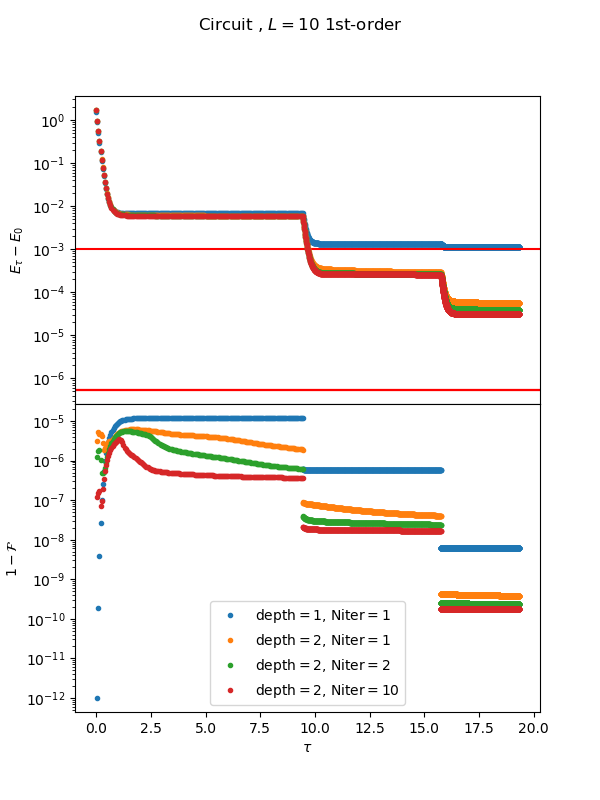 Circuit , L = 10 1st-order
10⁰
10⁻¹
10⁻²
10⁻³
10⁻⁴
10⁻⁵
10⁻⁶
E_τ − E₀
10⁻⁵
10⁻⁶
10⁻⁷
10⁻⁸
10⁻⁹
10⁻¹⁰
10⁻¹¹
10⁻¹²
1 − ℱ
depth = 1, Niter = 1
depth = 2, Niter = 1
depth = 2, Niter = 2
depth = 2, Niter = 10
0.0 2.5 5.0 7.5 10.0 12.5 15.0 17.5 20.0
τ